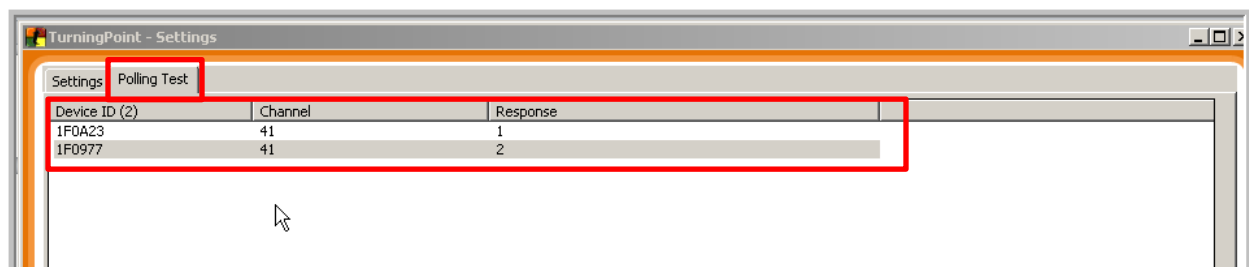 TurningPoint - Settings
Settings Polling Test
Device ID (2) Channel Response
1F0A23 41 1
1F0977 41 2